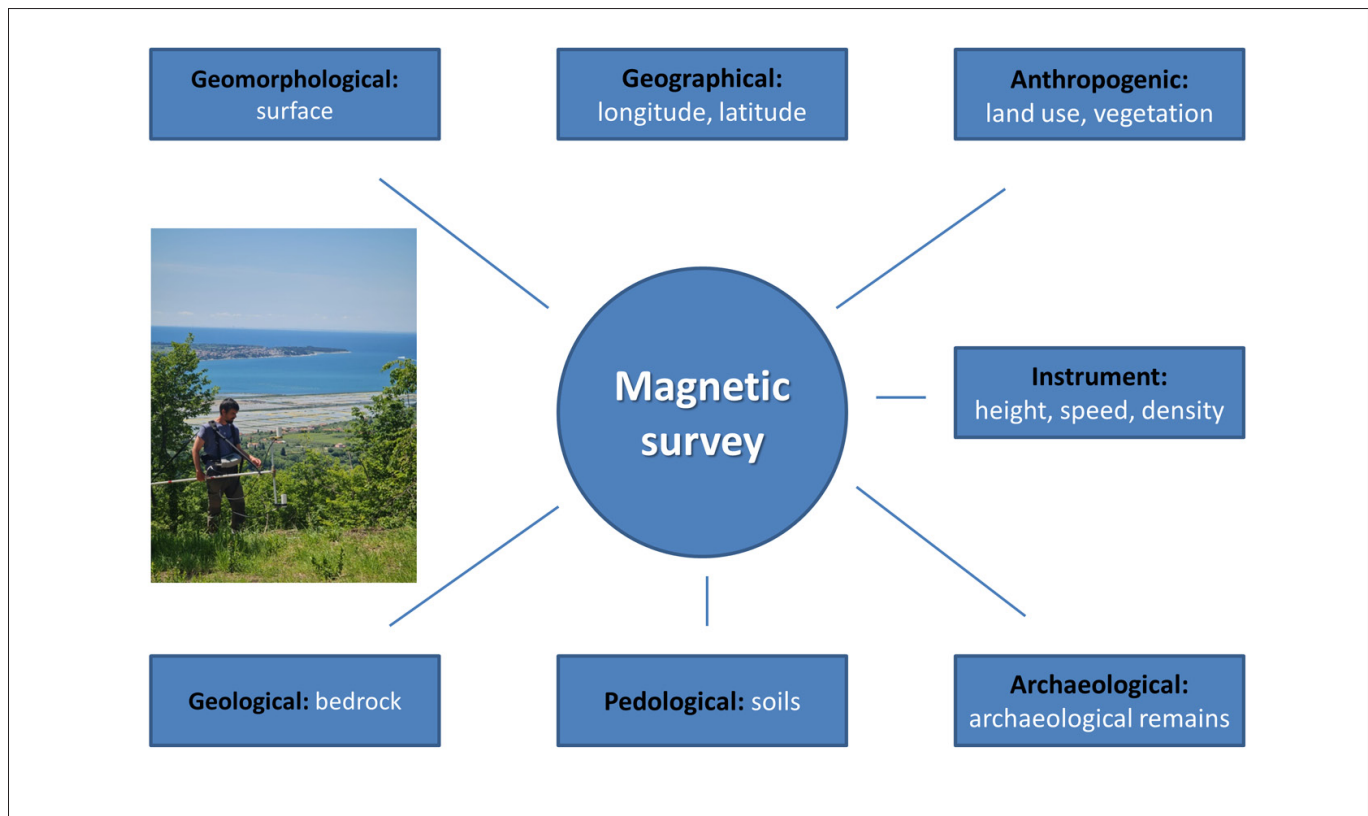 Geomorphological:
surface
Geographical:
longitude, latitude
Anthropogenic:
land use, vegetation
Magnetic
survey
Instrument:
height, speed, density
Geological: bedrock
Pedological: soils
Archaeological:
archaeological remains